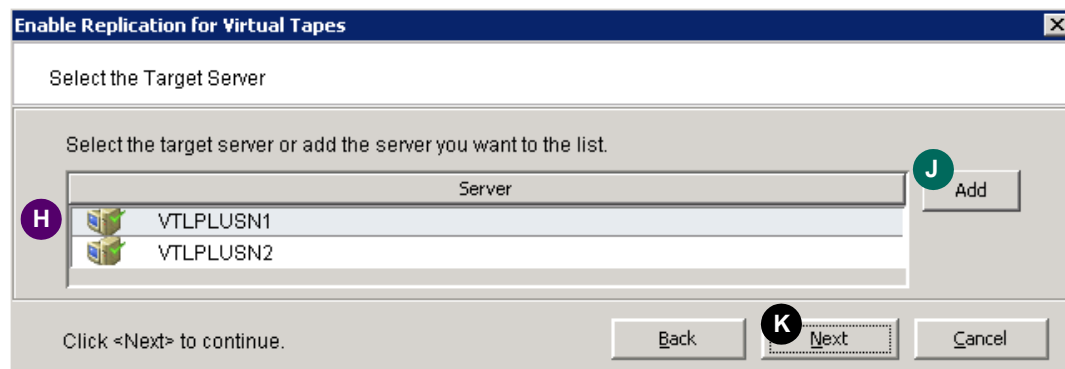 Enable Replication for Virtual Tapes
Select the Target Server
Select the target server or add the server you want to the list.
J
Server
Add
H
VTLPLUSN1
VTLPLUSN2
Click <Next> to continue.
Back
K
Next
Cancel